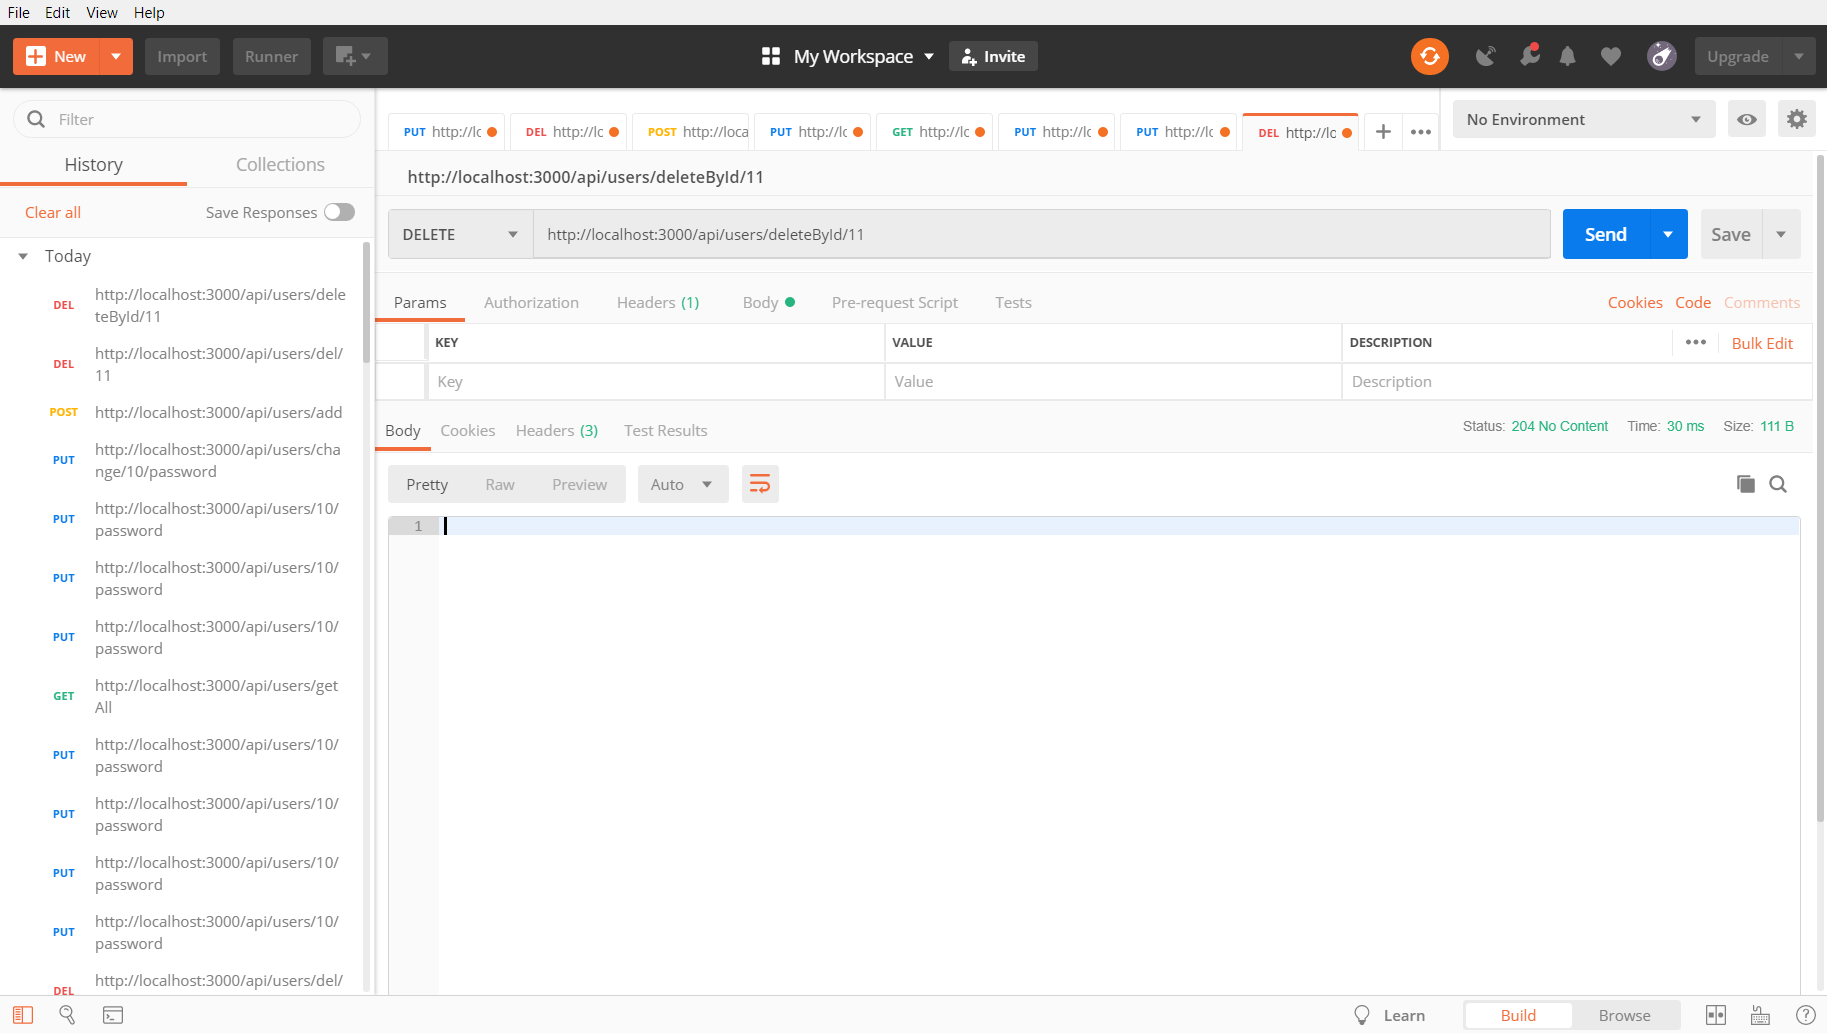 File Edit View Help
New Import Runner My Workspace Invite Upgrade
Filter
History Collections
Clear all Save Responses
Today
DEL http://localhost:3000/api/users/dele
teById/11
DEL http://localhost:3000/api/users/del/
11
POST http://localhost:3000/api/users/add
PUT http://localhost:3000/api/users/cha
nge/10/password
PUT http://localhost:3000/api/users/10/
password
PUT http://localhost:3000/api/users/10/
password
PUT http://localhost:3000/api/users/10/
password
GET http://localhost:3000/api/users/get
All
PUT http://localhost:3000/api/users/10/
password
PUT http://localhost:3000/api/users/10/
password
PUT http://localhost:3000/api/users/10/
password
PUT http://localhost:3000/api/users/10/
password
DEL http://localhost:3000/api/users/del/
PUT http://lc DEL http://lc POST http://loca PUT http://lc GET http://lc PUT http://lc PUT http://lc DEL http://lc
No Environment
http://localhost:3000/api/users/deleteById/11
DELETE http://localhost:3000/api/users/deleteById/11 Send Save
Params Authorization Headers (1) Body Pre-request Script Tests Cookies Code Comments
KEY VALUE DESCRIPTION Bulk Edit
Key Value Description
Body Cookies Headers (3) Test Results Status: 204 No Content Time: 30 ms Size: 111 B
Pretty Raw Preview Auto
1
Learn Build Browse